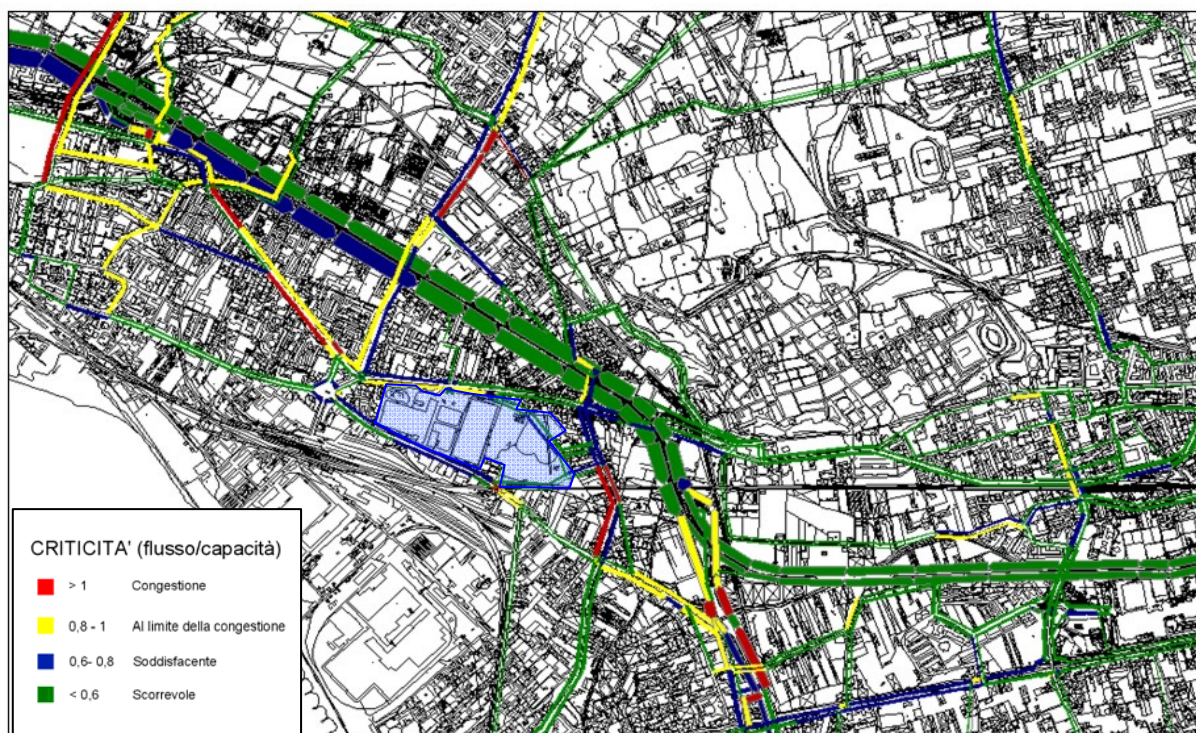 CRITICITA' (flusso/capacità)
> 1 Congestione
0,8 - 1 Al limite della congestione
0,6- 0,8 Soddisfacente
< 0,6 Scorrevole